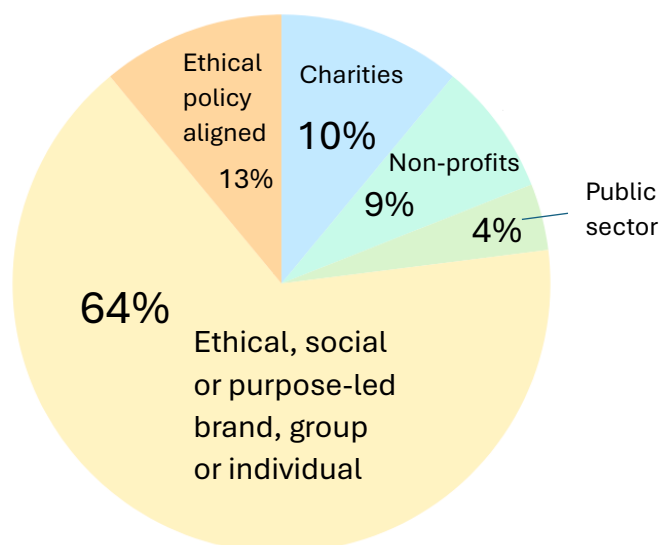 Ethical
policy
aligned
13%
Charities
10%
Non-profits
9%
Public
sector
4%
64%
Ethical, social
or purpose-led
brand, group
or individual